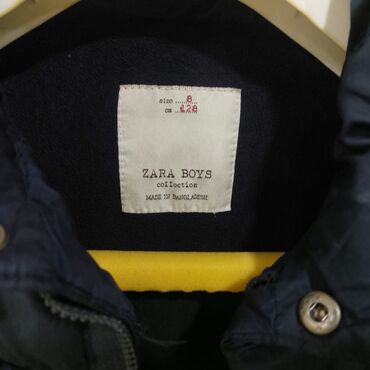 size ..... 8
cm ..... 128
ZARA BOYS
collection
MADE IN BANGLADESH